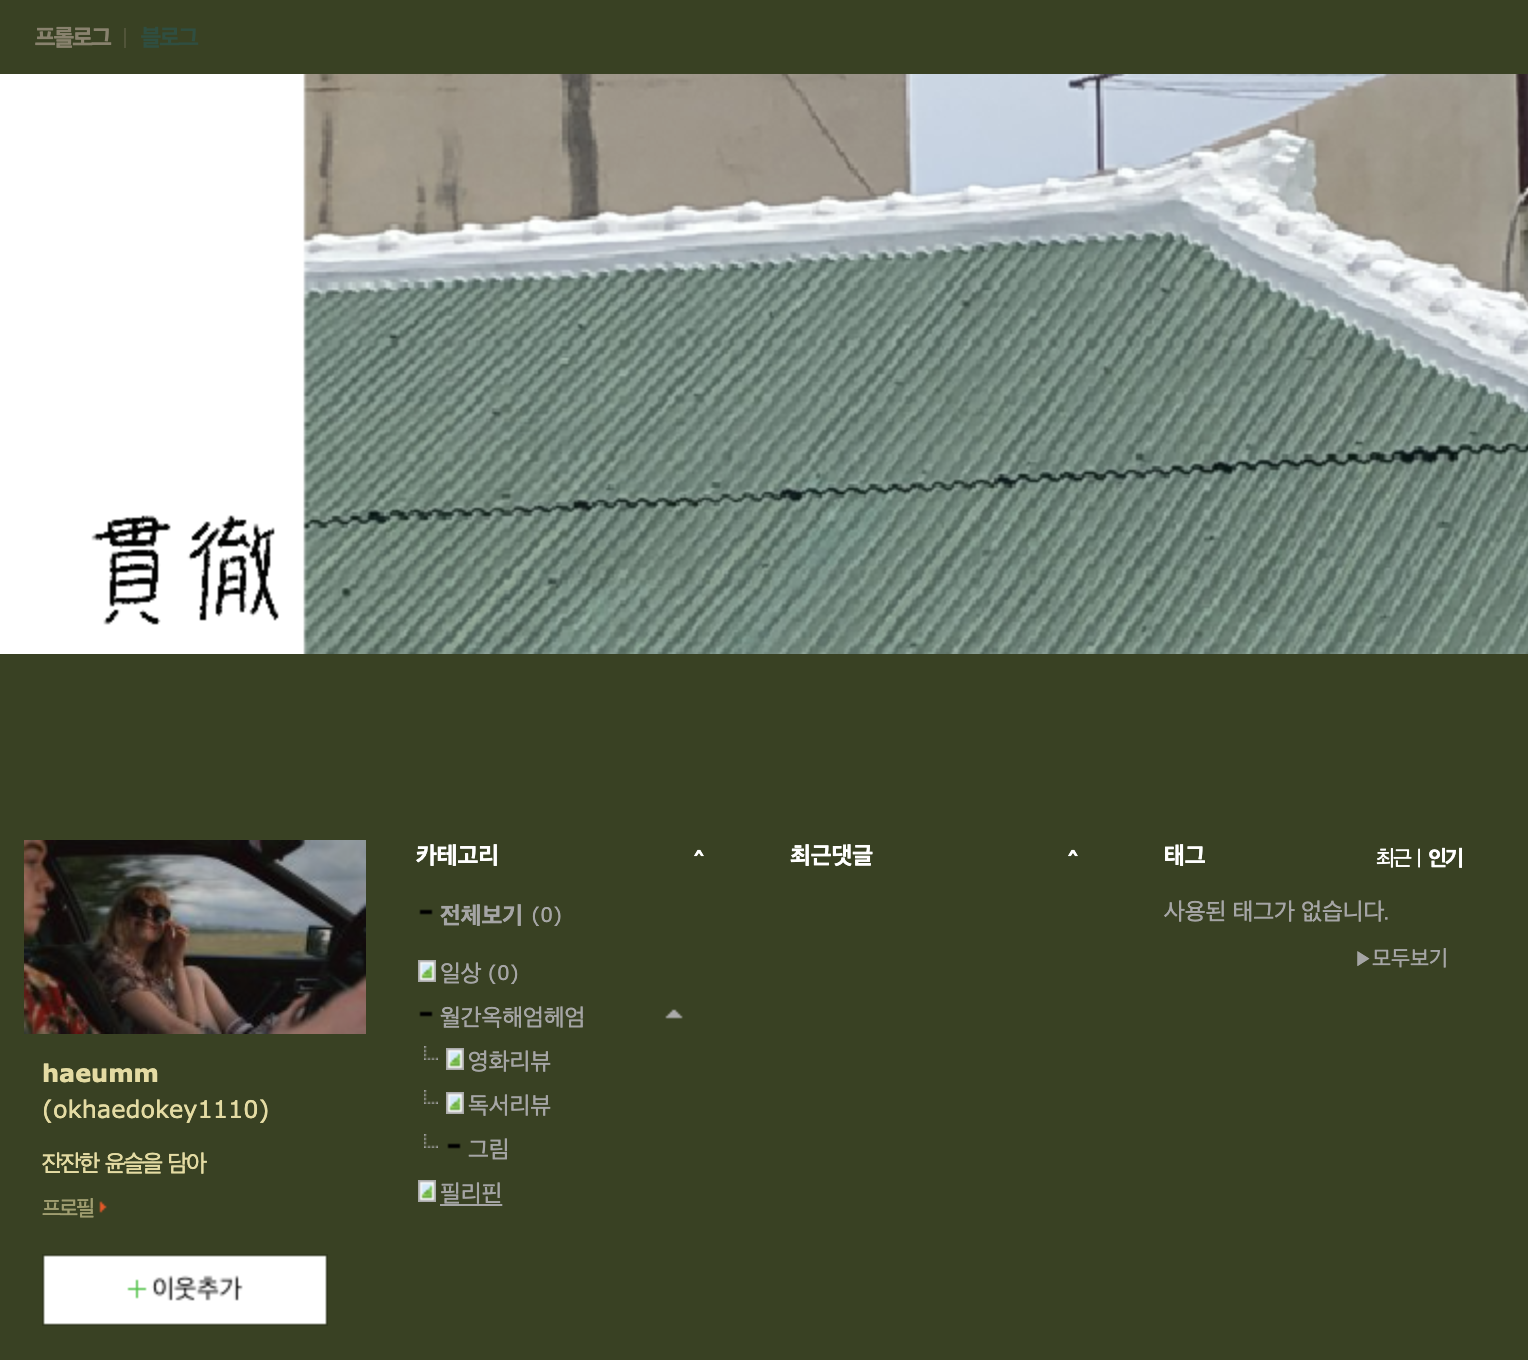 프롤로그 | 블로그
貫徹
haeumm
(okhaedokey1110)
잔잔한 윤슬을 담아
프로필
+ 이웃추가
카테고리 ^
전체보기 (0)
일상 (0)
월간옥해엄헤엄
영화리뷰
독서리뷰
그림
필리핀
최근댓글 ^
태그 최근 | 인기
사용된 태그가 없습니다.
▶모두보기